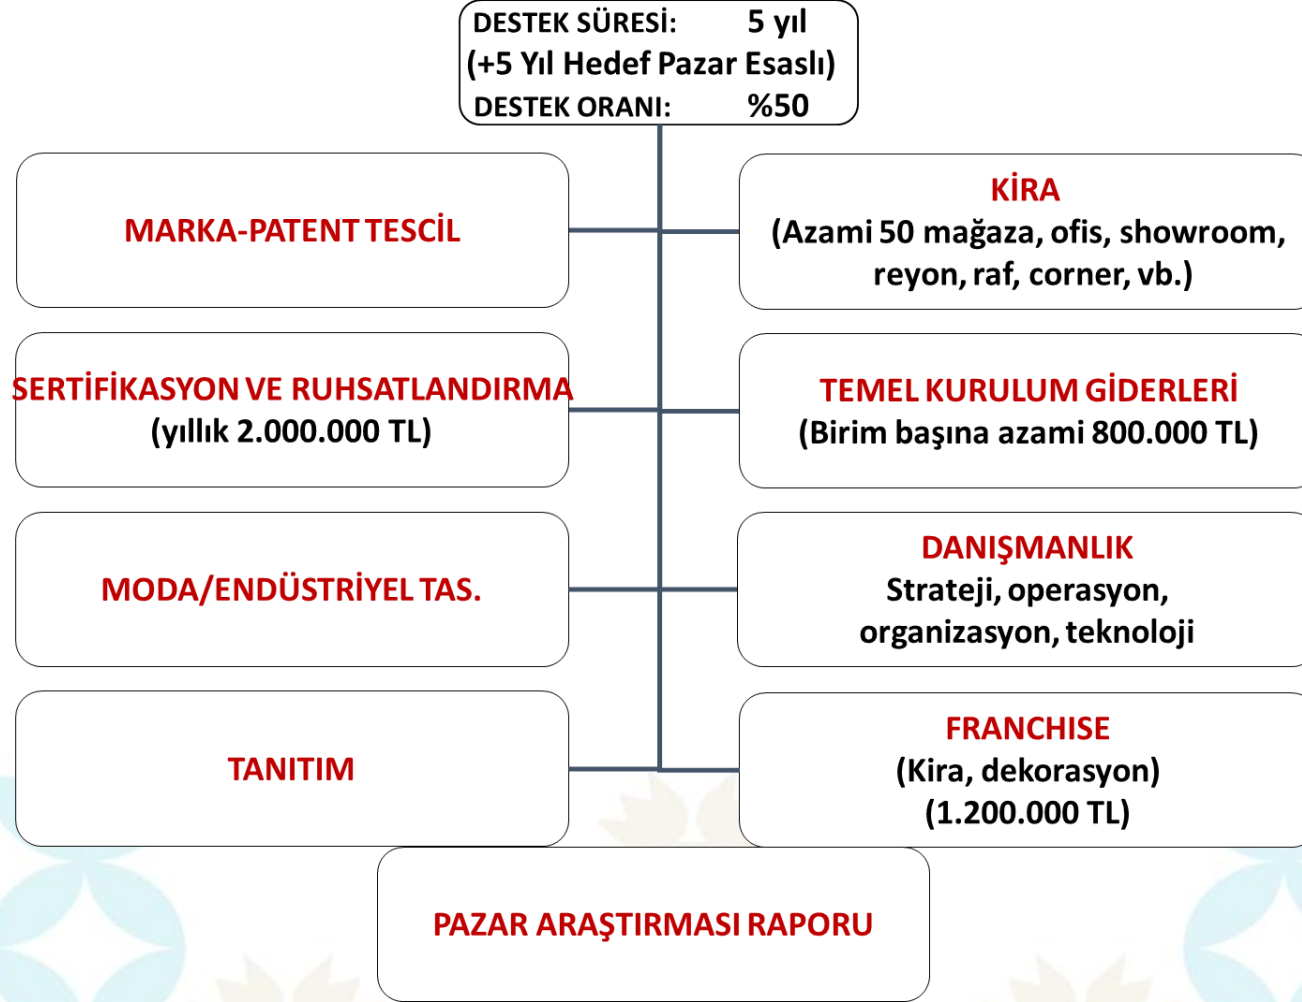 DESTEK SÜRESİ: 5 yıl
(+5 Yıl Hedef Pazar Esaslı)
DESTEK ORANI: %50
MARKA-PATENT TESCİL
KİRA
(Azami 50 mağaza, ofis, showroom,
reyon, raf, corner, vb.)
SERTİFİKASYON VE RUHSATLANDIRMA
(yıllık 2.000.000 TL)
TEMEL KURULUM GİDERLERİ
(Birim başına azami 800.000 TL)
MODA/ENDÜSTRİYEL TAS.
DANIŞMANLIK
Strateji, operasyon,
organizasyon, teknoloji
TANITIM
FRANCHISE
(Kira, dekorasyon)
(1.200.000 TL)
PAZAR ARAŞTIRMASI RAPORU